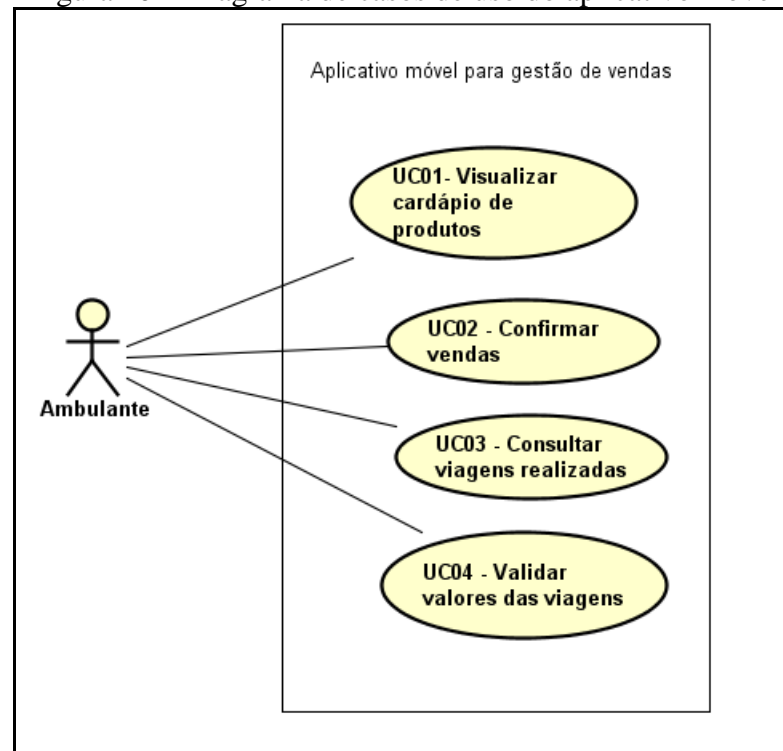 Aplicativo móvel para gestão de vendas
UC01- Visualizar
cardápio de
produtos
UC02 - Confirmar
vendas
Ambulante
UC03 - Consultar
viagens realizadas
UC04 - Validar
valores das viagens